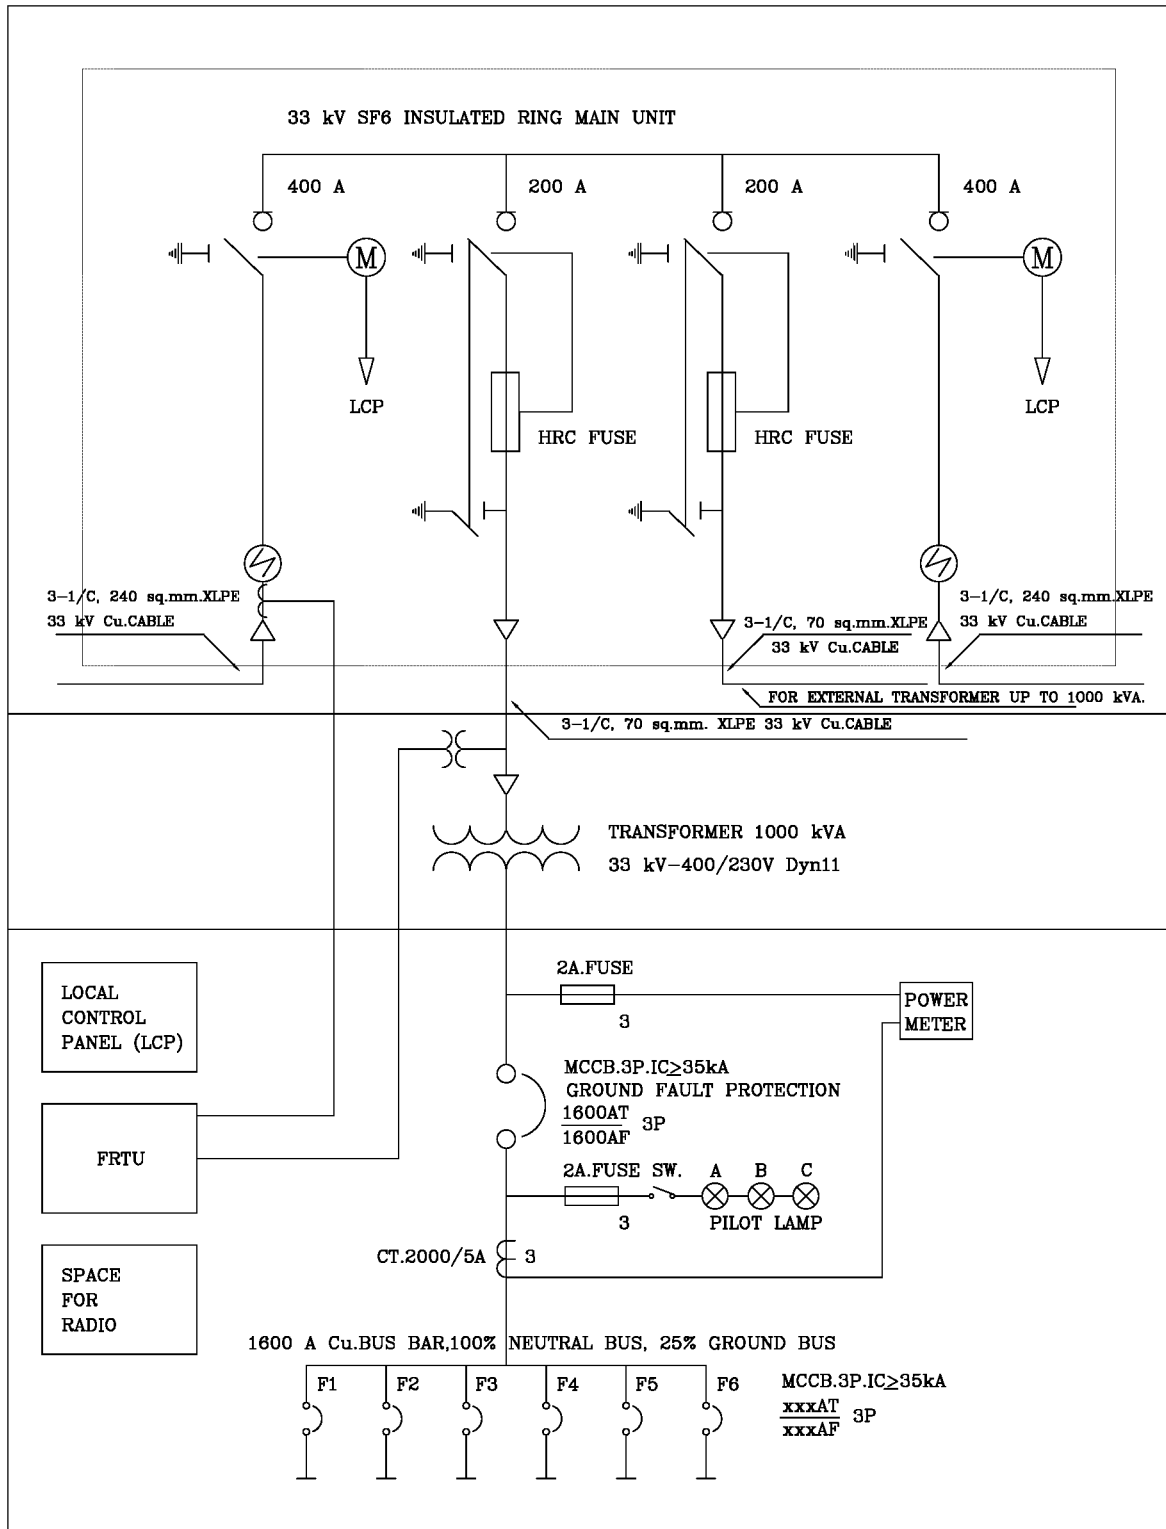 33 kV SF6 INSULATED RING MAIN UNIT
400 A
200 A
200 A
400 A
M
M
LCP
LCP
HRC FUSE
HRC FUSE
3-1/C, 240 sq.mm.XLPE
33 kV Cu.CABLE
3-1/C, 70 sq.mm.XLPE
33 kV Cu.CABLE
3-1/C, 240 sq.mm.XLPE
33 kV Cu.CABLE
FOR EXTERNAL TRANSFORMER UP TO 1000 kVA.
3-1/C, 70 sq.mm. XLPE 33 kV Cu.CABLE
TRANSFORMER 1000 kVA
33 kV-400/230V Dyn11
LOCAL
CONTROL
PANEL (LCP)
2A.FUSE
3
POWER
METER
MCCB.3P.IC≥35kA
GROUND FAULT PROTECTION
1600AT
1600AF
3P
FRTU
2A.FUSE SW.
A
B
C
3
PILOT LAMP
CT.2000/5A
3
SPACE
FOR
RADIO
1600 A Cu.BUS BAR,100% NEUTRAL BUS, 25% GROUND BUS
F1
F2
F3
F4
F5
F6
MCCB.3P.IC≥35kA
xxxAT
xxxAF
3P